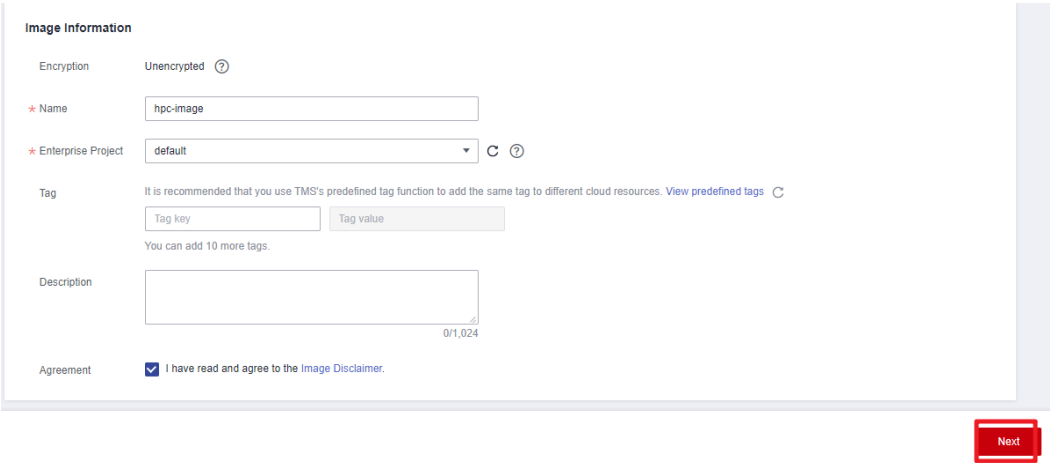 Image Information
Encryption Unencrypted ?
* Name hpc-image
* Enterprise Project default ?
Tag It is recommended that you use TMS's predefined tag function to add the same tag to different cloud resources. View predefined tags
Tag key Tag value
You can add 10 more tags.
Description
0/1,024
Agreement I have read and agree to the Image Disclaimer.
Next